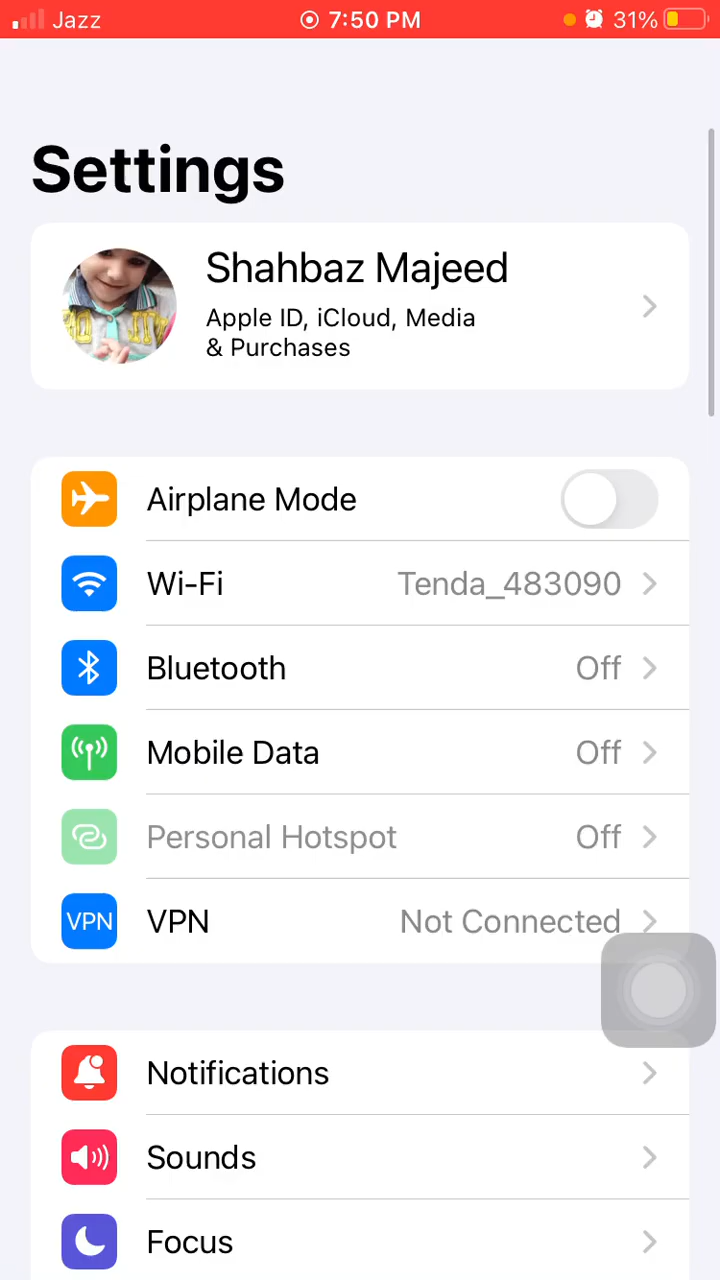 Jazz 7:50 PM 31%
Settings
Shahbaz Majeed
Apple ID, iCloud, Media
& Purchases
Airplane Mode
Wi-Fi Tenda_483090
Bluetooth Off
Mobile Data Off
Personal Hotspot Off
VPN VPN Not Connected
Notifications
Sounds
Focus